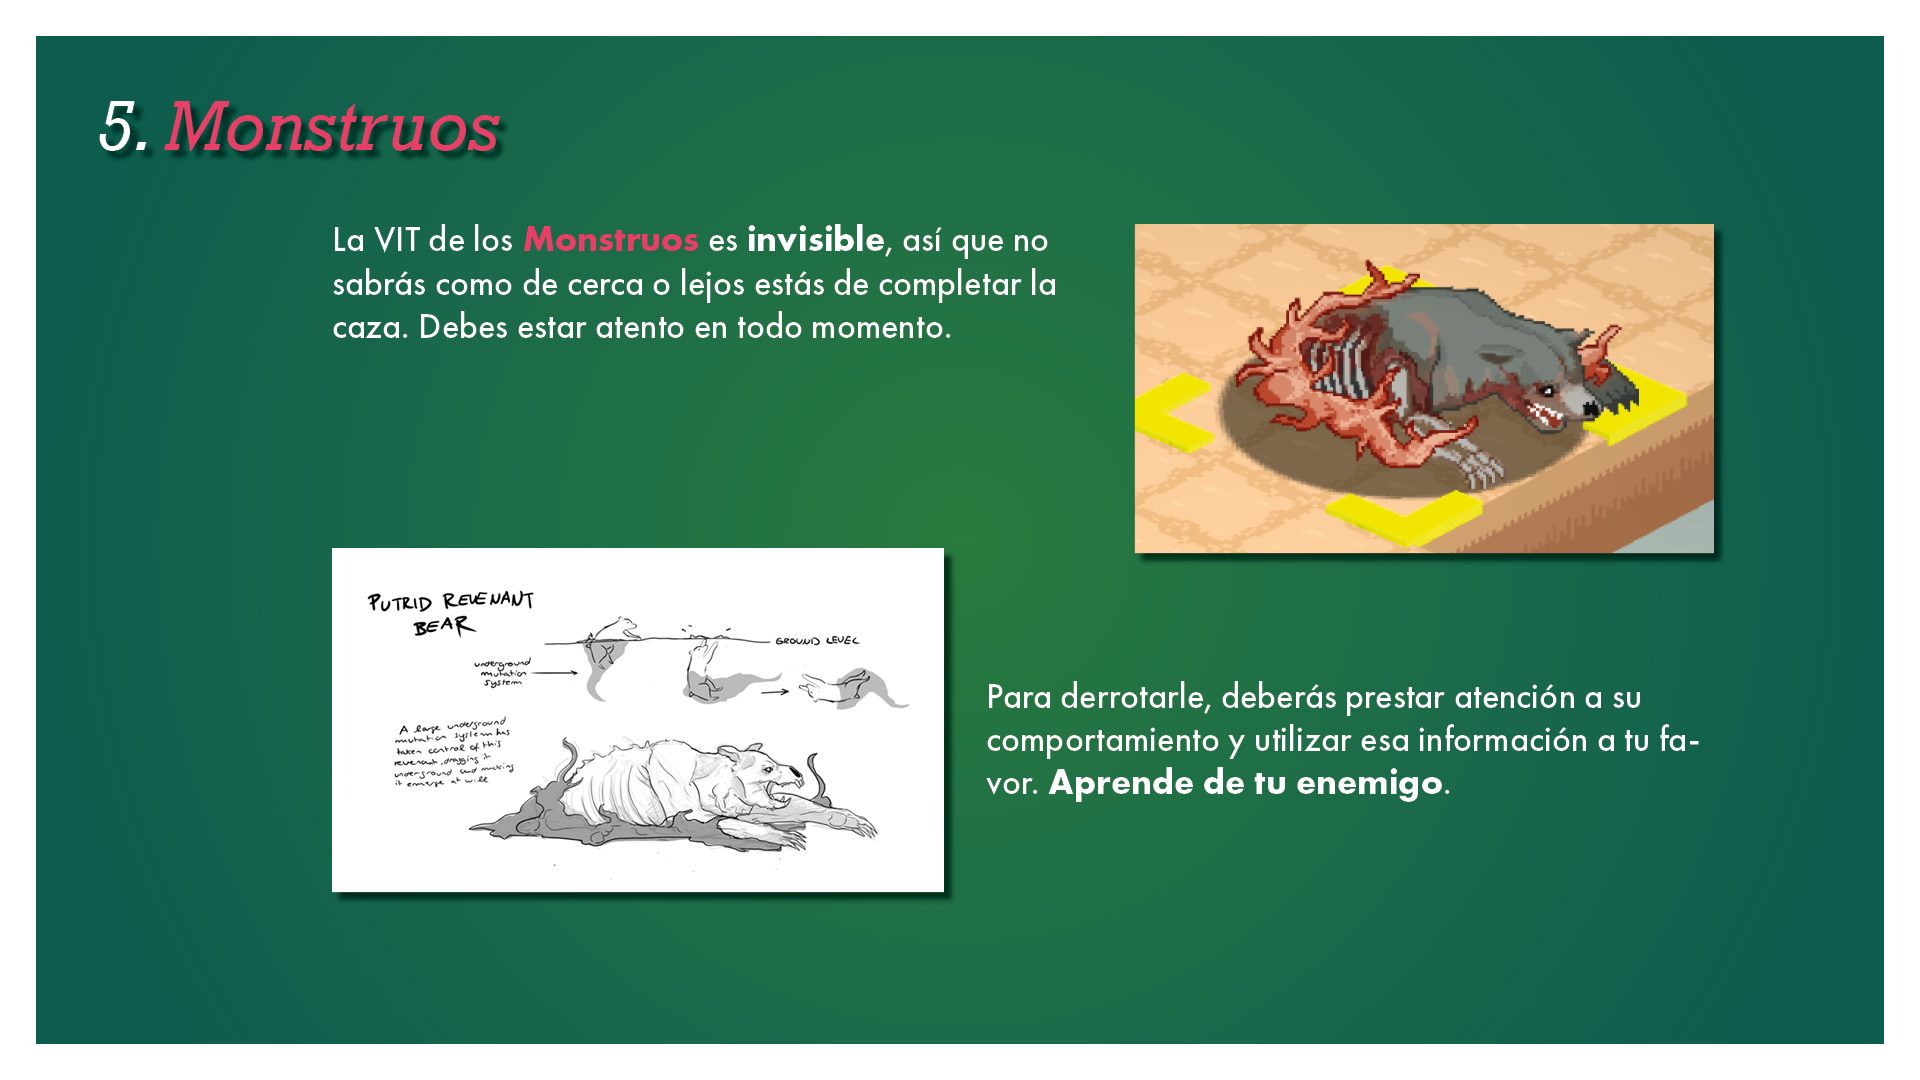 5. Monstruos
La VIT de los Monstruos es invisible, así que no
sabrás como de cerca o lejos estás de completar la
caza. Debes estar atento en todo momento.
PUTRID REVENANT
BEAR
GROUND LEVEL
underground
mutation
system
A large underground
mutation system has
taken control of this
revenant, dragging it
underground and making
it emerge at will
Para derrotarle, deberás prestar atención a su
comportamiento y utilizar esa información a tu fa-
vor. Aprende de tu enemigo.